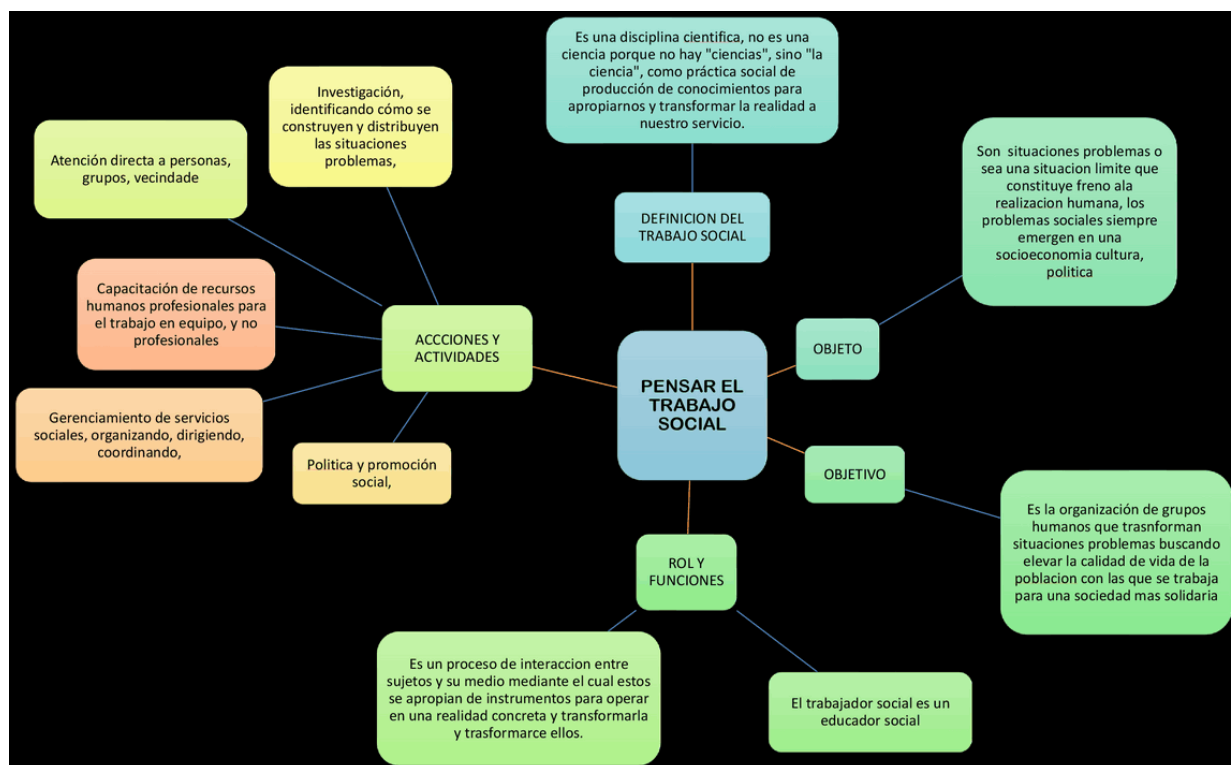 Es una disciplina cientifica, no es una
ciencia porque no hay "ciencias", sino "la
ciencia", como práctica social de
producción de conocimientos para
apropiarnos y transformar la realidad a
nuestro servicio.
DEFINICION DEL
TRABAJO SOCIAL
PENSAR EL
TRABAJO
SOCIAL
OBJETO
Son situaciones problemas o
sea una situacion limite que
constituye freno ala
realizacion humana, los
problemas sociales siempre
emergen en una
socioeconomia cultura,
politica
OBJETIVO
Es la organización de grupos
humanos que trasnforman
situaciones problemas buscando
elevar la calidad de vida de la
poblacion con las que se trabaja
para una sociedad mas solidaria
ROL Y
FUNCIONES
El trabajador social es un
educador social
Es un proceso de interaccion entre
sujetos y su medio mediante el cual estos
se apropian de instrumentos para operar
en una realidad concreta y transformarla
y trasformarce ellos.
ACCCIONES Y
ACTIVIDADES
Politica y promoción
social,
Gerenciamiento de servicios
sociales, organizando, dirigiendo,
coordinando,
Capacitación de recursos
humanos profesionales para
el trabajo en equipo, y no
profesionales
Atención directa a personas,
grupos, vecindade
Investigación,
identificando cómo se
construyen y distribuyen
las situaciones
problemas,